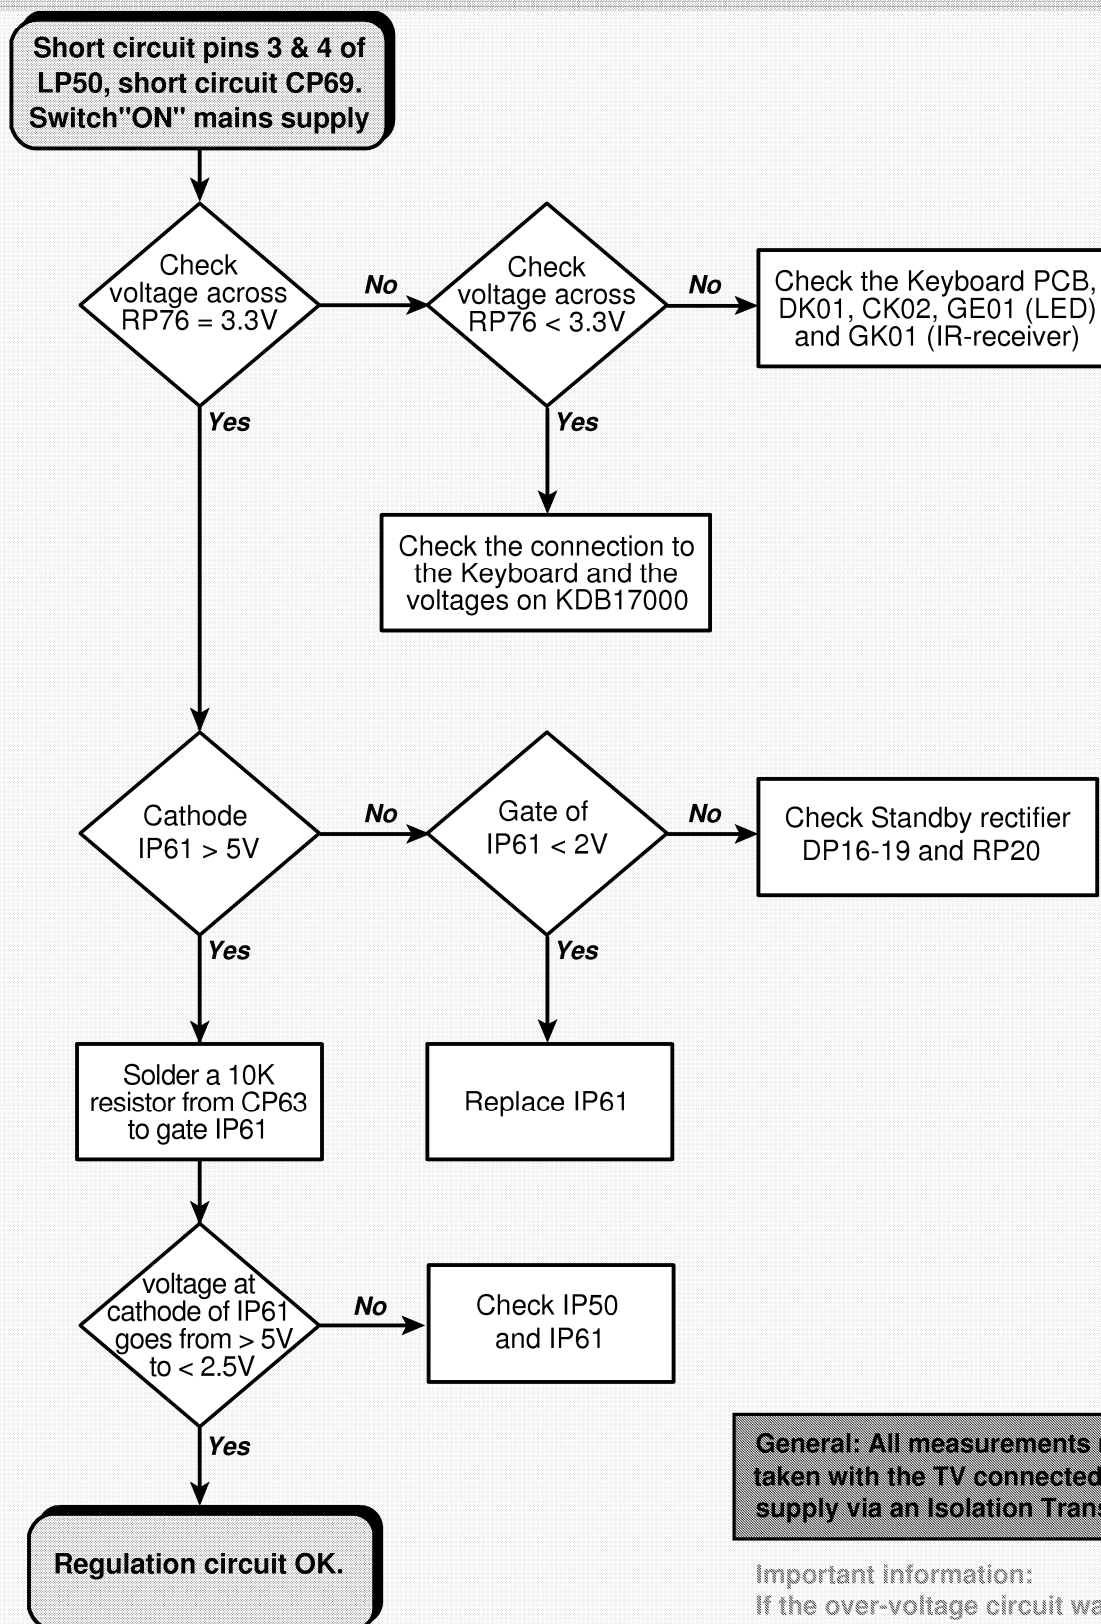 Short circuit pins 3 & 4 of
LP50, short circuit CP69.
Switch"ON" mains supply
Check
voltage across
RP76 = 3.3V
No
Check
voltage across
RP76 < 3.3V
No
Check the Keyboard PCB,
DK01, CK02, GE01 (LED)
and GK01 (IR-receiver)
Yes
Yes
Check the connection to
the Keyboard and the
voltages on KDB17000
Cathode
IP61 > 5V
No
Gate of
IP61 < 2V
No
Check Standby rectifier
DP16-19 and RP20
Yes
Yes
Solder a 10K
resistor from CP63
to gate IP61
Replace IP61
voltage at
cathode of IP61
goes from > 5V
to < 2.5V
No
Check IP50
and IP61
Yes
Regulation circuit OK.
General: All measurements
taken with the TV connected
supply via an Isolation
Important information:
If the over-voltage circuit